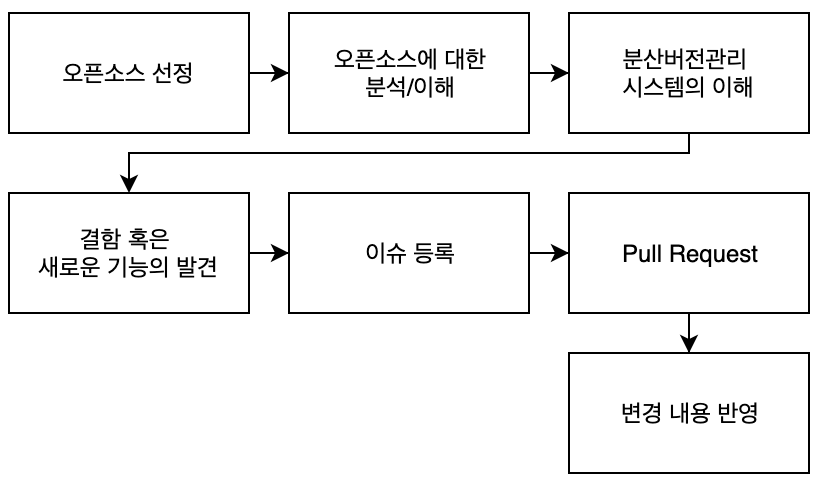 오픈소스 선정
오픈소스에 대한
분석/이해
분산버전관리
시스템의 이해
결함 혹은
새로운 기능의 발견
이슈 등록
Pull Request
변경 내용 반영